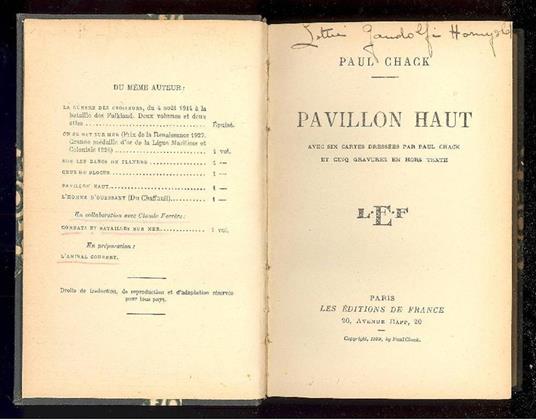 DU MÊME AUTEUR :
LA GUERRE DES CROISEURS, du 4 août 1914 à la
bataille des Falkland. Deux volumes et deux
atlas Épuisé.
ON SE BAT SUR MER (Prix de la Renaissance 1927.
Grande médaille d'or de la Ligue Maritime et
Coloniale 1926) 1 vol.
SUR LES BANCS DE FLANDRE 1 —
CEUX DU BLOCUS 1 —
PAVILLON HAUT 1 —
L'HOMME D'OUESSANT (Du Chaffault) 1 —
En collaboration avec Claude Farrère :
COMBATS ET BATAILLES SUR MER 1 vol.
En préparation :
L'AMIRAL COURBET.
Droits de traduction, de reproduction et d'adaptation réservés
pour tous pays.
Gandolfi
PAUL CHACK
PAVILLON HAUT
AVEC SIX CARTES DRESSÉES PAR PAUL CHACK
ET CINQ GRAVURES EN HORS TEXTE
L E F
PARIS
LES ÉDITIONS DE FRANCE
20, AVENUE RAPP, 20
Copyright, 1929, by Paul Chack.